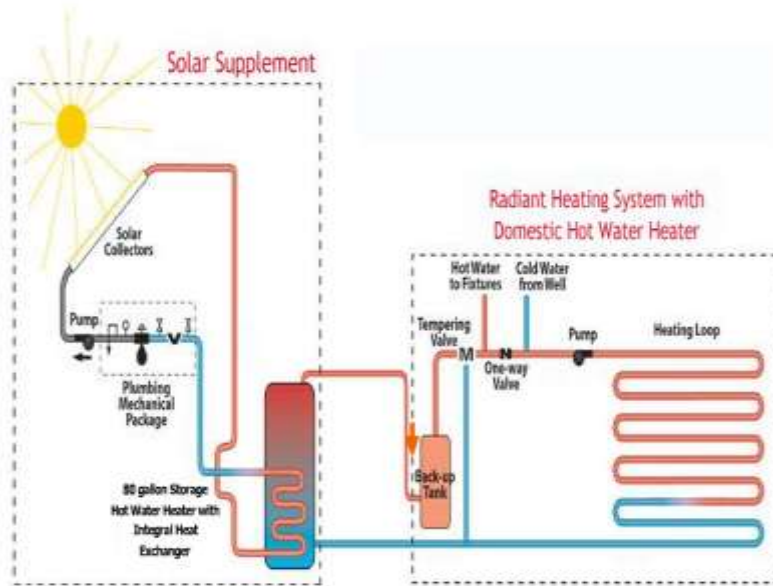 Solar Supplement
Solar
Collectors
Pump
Plumbing
Mechanical
Package
80 gallon Storage
Hot Water Heater with
Integral Heat
Exchanger
Radiant Heating System with
Domestic Hot Water Heater
Hot Water
to Fixtures
Cold Water
from Well
Tempering
Valve
M
One-way
Valve
Pump
Heating Loop
Back-up
Tank